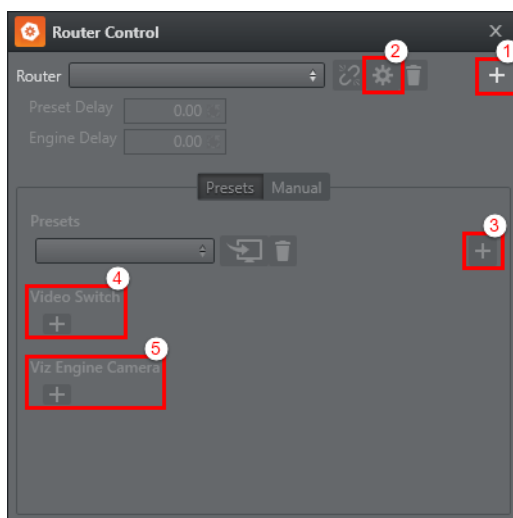 Router Control
1
2
Router
Preset Delay 0.00
Engine Delay 0.00
Presets Manual
Presets
3
4
Video Switch
5
Viz Engine Camera